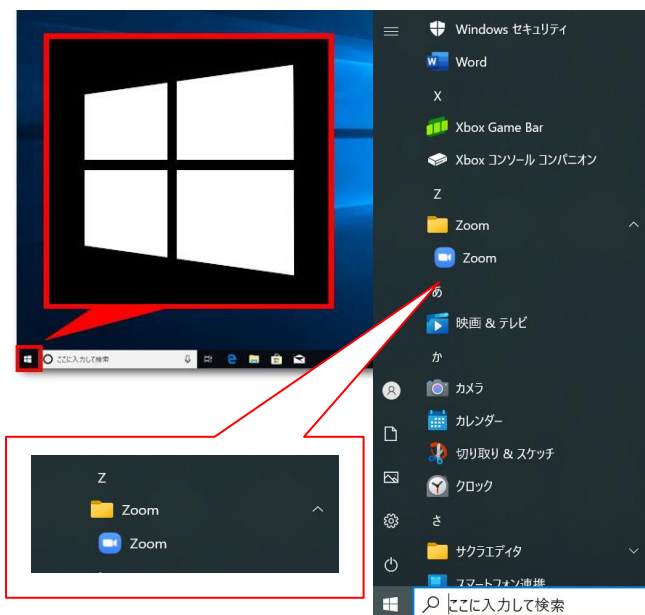 ここに入力して検索
Windows セキュリティ
Word
X
Xbox Game Bar
Xbox コンソール コンパニオン
Z
Zoom
Zoom
あ
映画 & テレビ
か
カメラ
カレンダー
切り取り & スケッチ
クロック
さ
サクラエディタ
スマートフォン連携
ここに入力して検索
Z
Zoom
Zoom